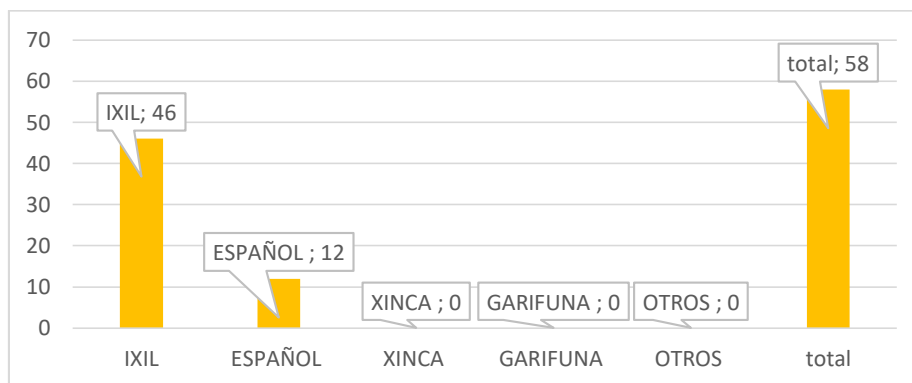 70
60
50
40
30
20
10
0
IXIL; 46
ESPAÑOL ; 12
XINCA ; 0
GARIFUNA ; 0
OTROS ; 0
total; 58
IXIL
ESPAÑOL
XINCA
GARIFUNA
OTROS
total